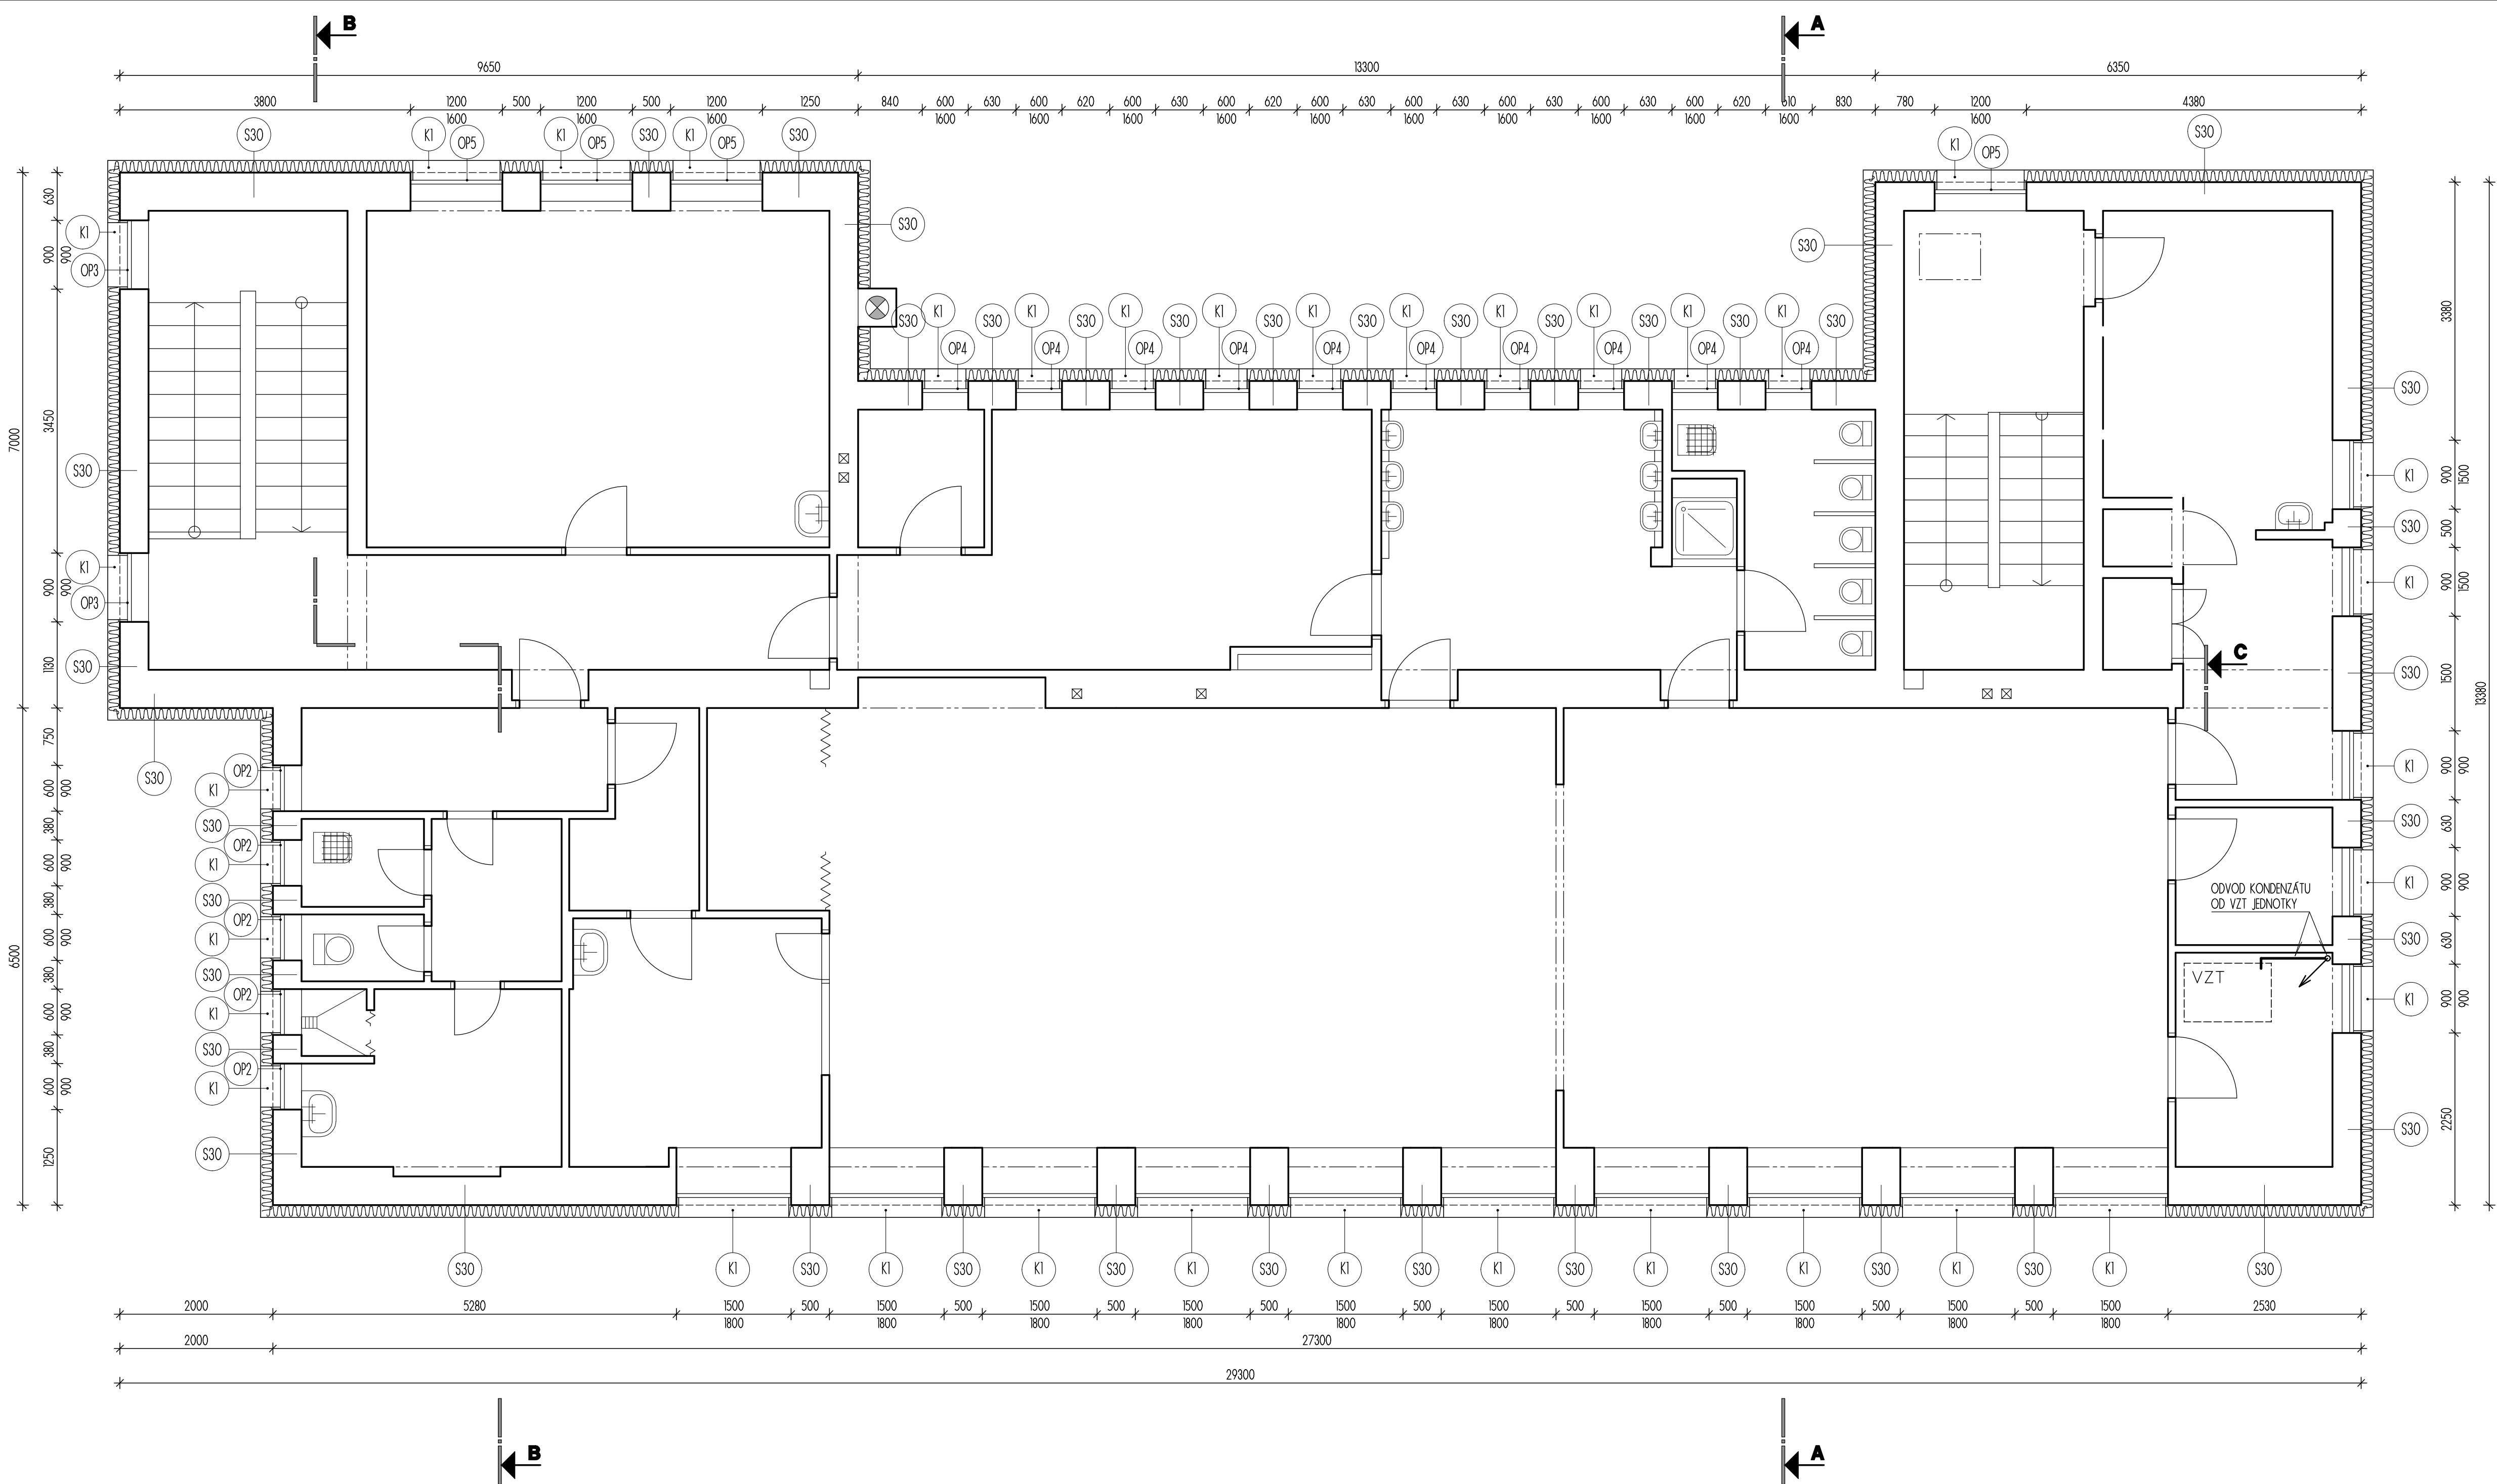 B
A
9650 13300 6350
3800 1200 500 1200 500 1200 1250 840 600 630 600 620 600 630 600 620 600 630 600 630 600 630 600 630 600 620 610 830 780 1200 4380
1600 1600 1600 1600 1600 1600 1600 1600 1600 1600 1600 1600 1600 1600
S30 K1 OP5 K1 OP5 S30 K1 OP5 S30 K1 OP5 S30
630
K1
900
900
OP3
S30
S30
S30 K1 OP4 S30 K1 OP4 S30 K1 OP4 S30 K1 OP4 S30 K1 OP4 S30 K1 OP4 S30 K1 OP4 S30 K1 OP4 S30 K1 OP4 S30 K1 OP4 S30
3380
S30
7000
3450
S30
K1
900
1500
S30
500
K1
900
900
OP3
K1
900
1500
S30
1130
S30
1500
C
13380
S30
750
OP2
K1
600
900
K1
900
900
S30
380
S30
630
OP2
K1
600
900
K1
900
900
ODVOD KONDENZÁTU
OD VZT JEDNOTKY
S30
380
OP2
K1
600
900
S30
630
6500
S30
380
VZT
OP2
K1
600
900
K1
900
900
S30
380
OP2
K1
600
900
S30
1250
S30
2250
S30 K1 S30 K1 S30 K1 S30 K1 S30 K1 S30 K1 S30 K1 S30 K1 S30 K1 S30 K1 S30
2000 5280 1500 500 1500 500 1500 500 1500 500 1500 500 1500 500 1500 500 1500 500 1500 500 1500 2530
1800 1800 1800 1800 1800 1800 1800 1800 1800 1800
2000 27300
29300
B
A